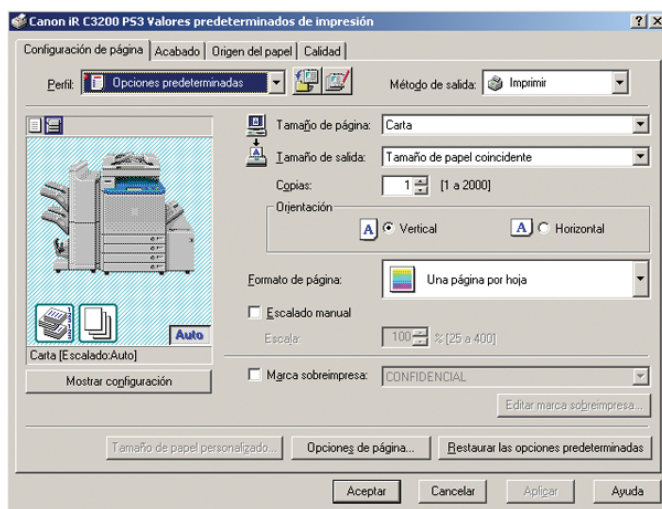 Canon iR C3200 PS3 Valores predeterminados de impresión
Configuración de página Acabado Origen del papel Calidad
Perfil: Opciones predeterminadas Método de salida: Imprimir
Tamaño de página: Carta
Tamaño de salida: Tamaño de papel coincidente
Copias: 1 [1 a 2000]
Orientación
A Vertical A Horizontal
Formato de página: Una página por hoja
Escalado manual
Escala: 100 % [25 a 400]
Auto
Carta [Escalado:Auto]
Mostrar configuración
Marca sobreimpresa: CONFIDENCIAL
Editar marca sobreimpresa...
Tamaño de papel personalizado... Opciones de página... Restaurar las opciones predeterminadas
Aceptar Cancelar Aplicar Ayuda